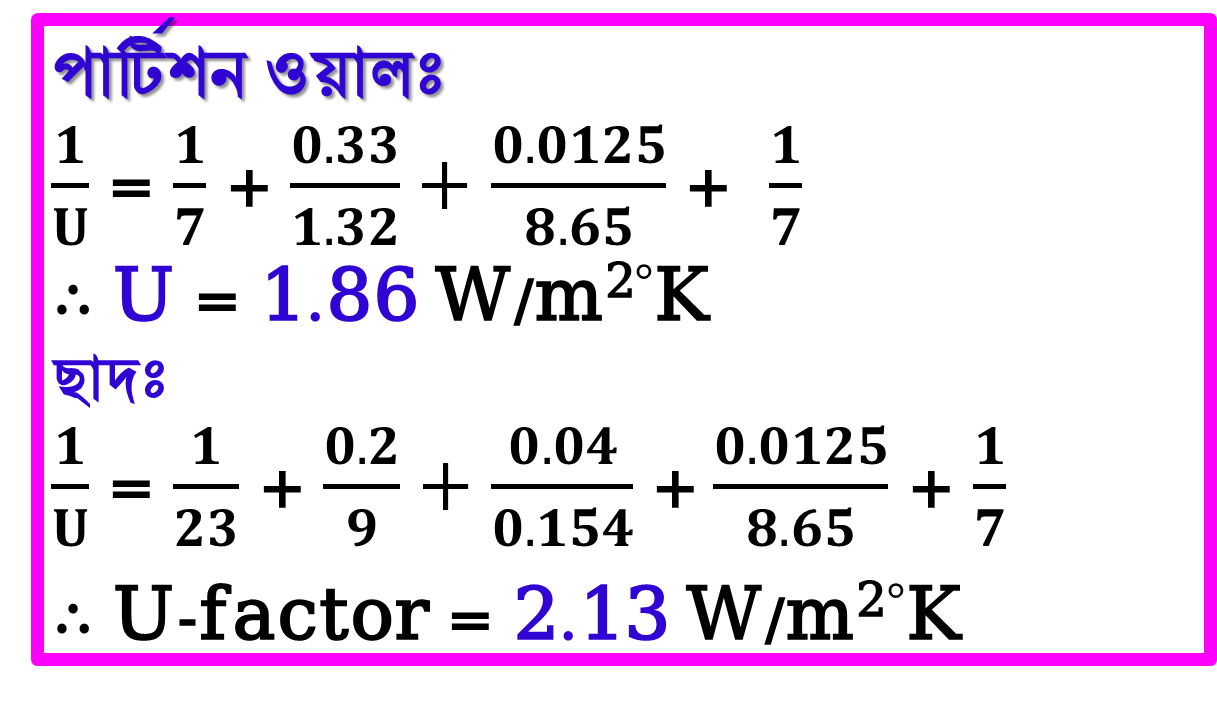 পার্টিশন ওয়ালঃ
1/U = 1/7 + 0.33/1.32 + 0.0125/8.65 + 1/7
∴ U = 1.86 W/m²°K
ছাদঃ
1/U = 1/23 + 0.2/9 + 0.04/0.154 + 0.0125/8.65 + 1/7
∴ U-factor = 2.13 W/m²°K